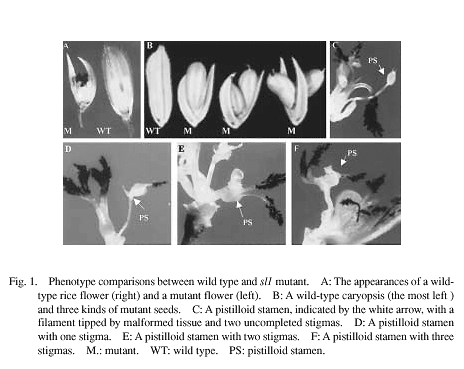 A
B
C
PS
M
WT
WT
M
M
M
D
E
F
PS
PS
PS
Fig. 1. Phenotype comparisons between wild type and sl1 mutant. A: The appearances of a wild-
type rice flower (right) and a mutant flower (left). B: A wild-type caryopsis (the most left )
and three kinds of mutant seeds. C: A pistilloid stamen, indicated by the white arrow, with a
filament tipped by malformed tissue and two uncompleted stigmas. D: A pistilloid stamen
with one stigma. E: A pistilloid stamen with two stigmas. F: A pistilloid stamen with three
stigmas. M.: mutant. WT: wild type. PS: pistilloid stamen.